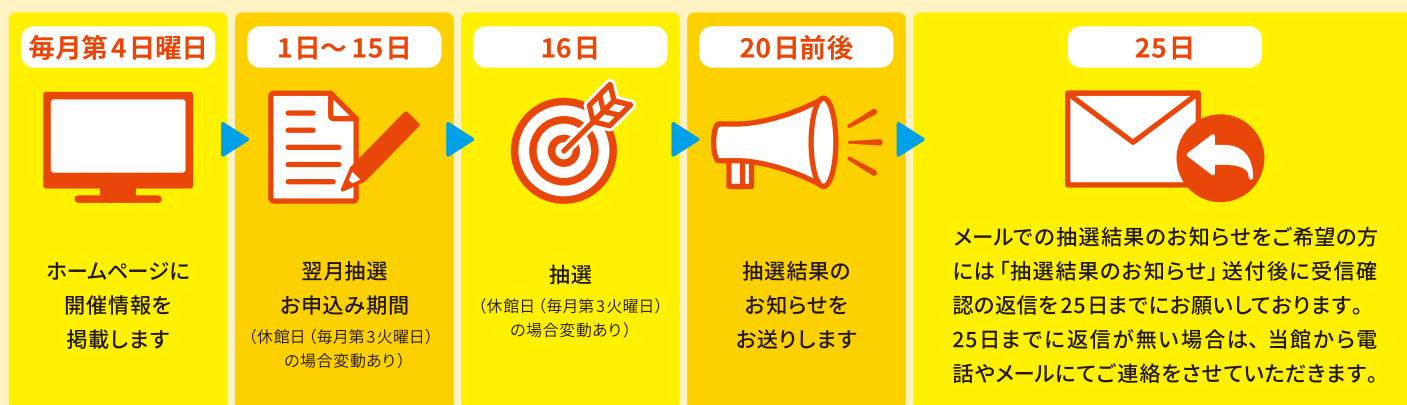 毎月第4日曜日
ホームページに
開催情報を
掲載します
1日～15日
翌月抽選
お申込み期間
（休館日（毎月第3火曜日）
の場合変動あり）
16日
抽選
（休館日（毎月第3火曜日）
の場合変動あり）
20日前後
抽選結果の
お知らせを
お送りします
25日
メールでの抽選結果のお知らせをご希望の方
には「抽選結果のお知らせ」送付後に受信確
認の返信を25日までにお願いしております。
25日までに返信が無い場合は、当館から電
話やメールにてご連絡をさせていただきます。